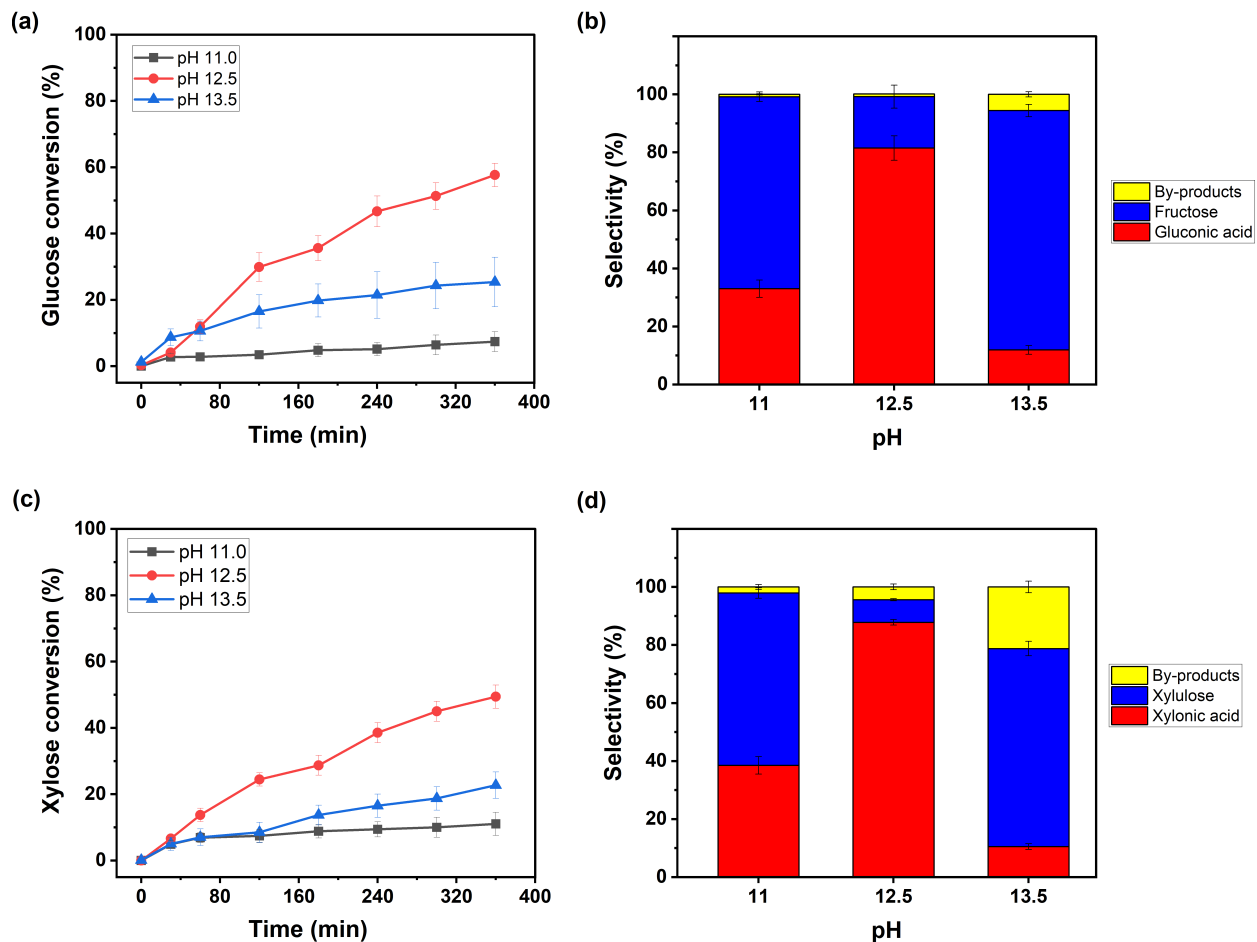 (a)
100
80
60
40
20
0
Glucose conversion (%)
pH 11.0
pH 12.5
pH 13.5
0 80 160 240 320 400
Time (min)
(b)
100
80
60
40
20
0
Selectivity (%)
11 12.5 13.5
pH
By-products
Fructose
Gluconic acid
(c)
100
80
60
40
20
0
Xylose conversion (%)
pH 11.0
pH 12.5
pH 13.5
0 80 160 240 320 400
Time (min)
(d)
100
80
60
40
20
0
Selectivity (%)
11 12.5 13.5
pH
By-products
Xylulose
Xylonic acid